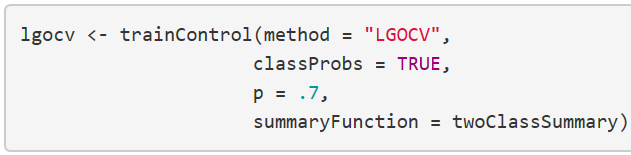 lgocv <- trainControl(method = "LGOCV",
classProbs = TRUE,
p = .7,
summaryFunction = twoClassSummary)